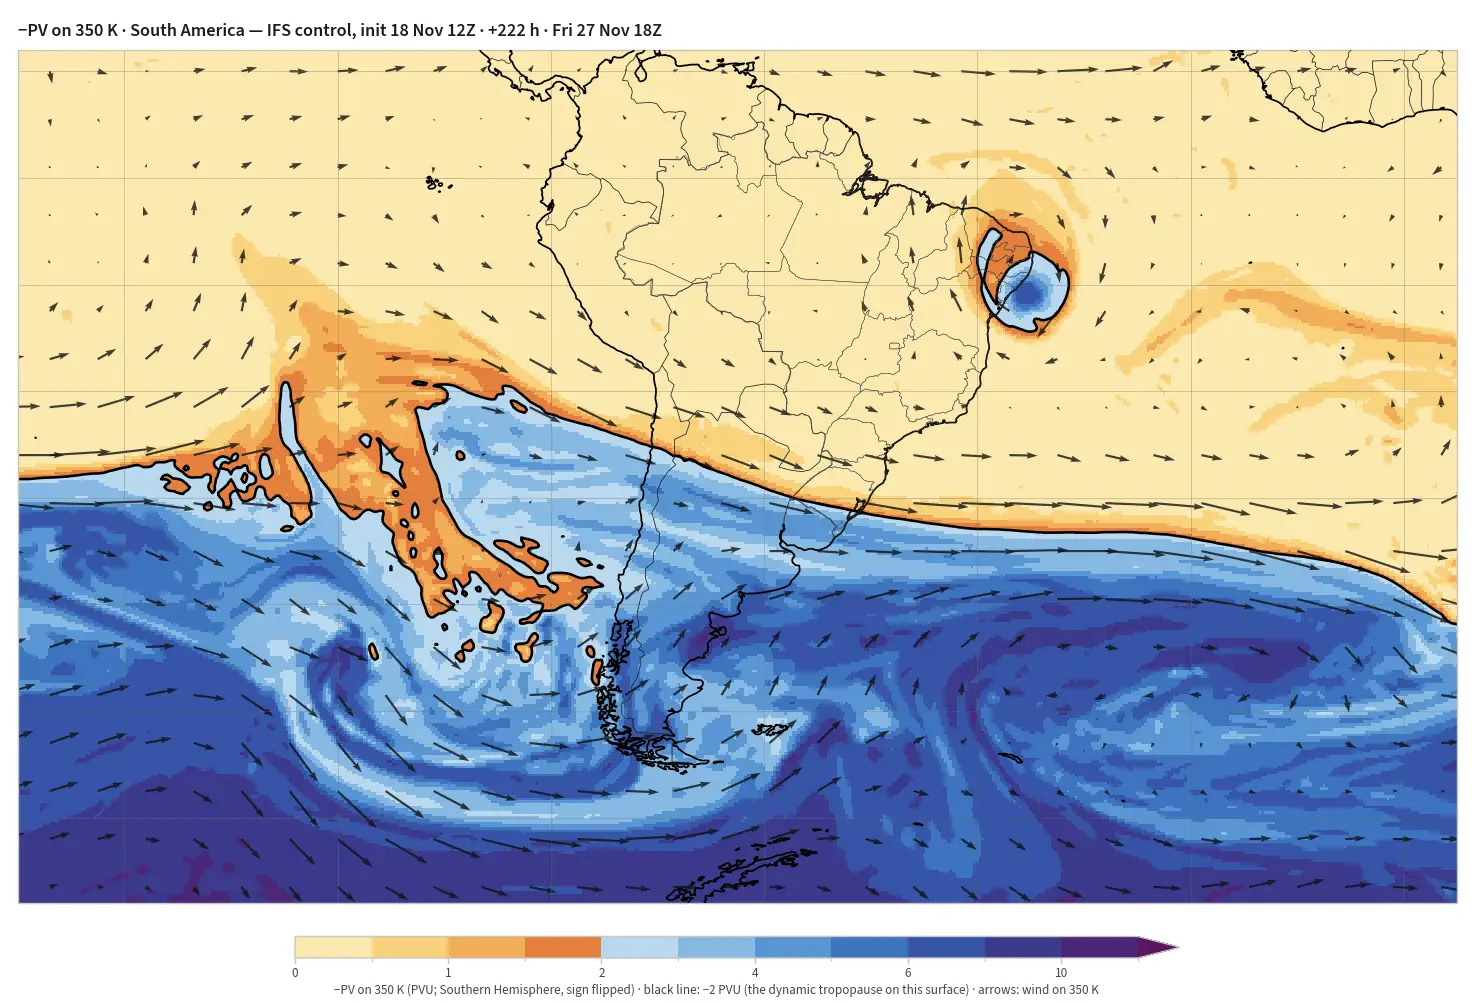 −PV on 350 K · South America — IFS control, init 18 Nov 12Z · +222 h · Fri 27 Nov 18Z
0 1 2 4 6 10
−PV on 350 K (PVU; Southern Hemisphere, sign flipped) · black line: −2 PVU (the dynamic tropopause on this surface) · arrows: wind on 350 K